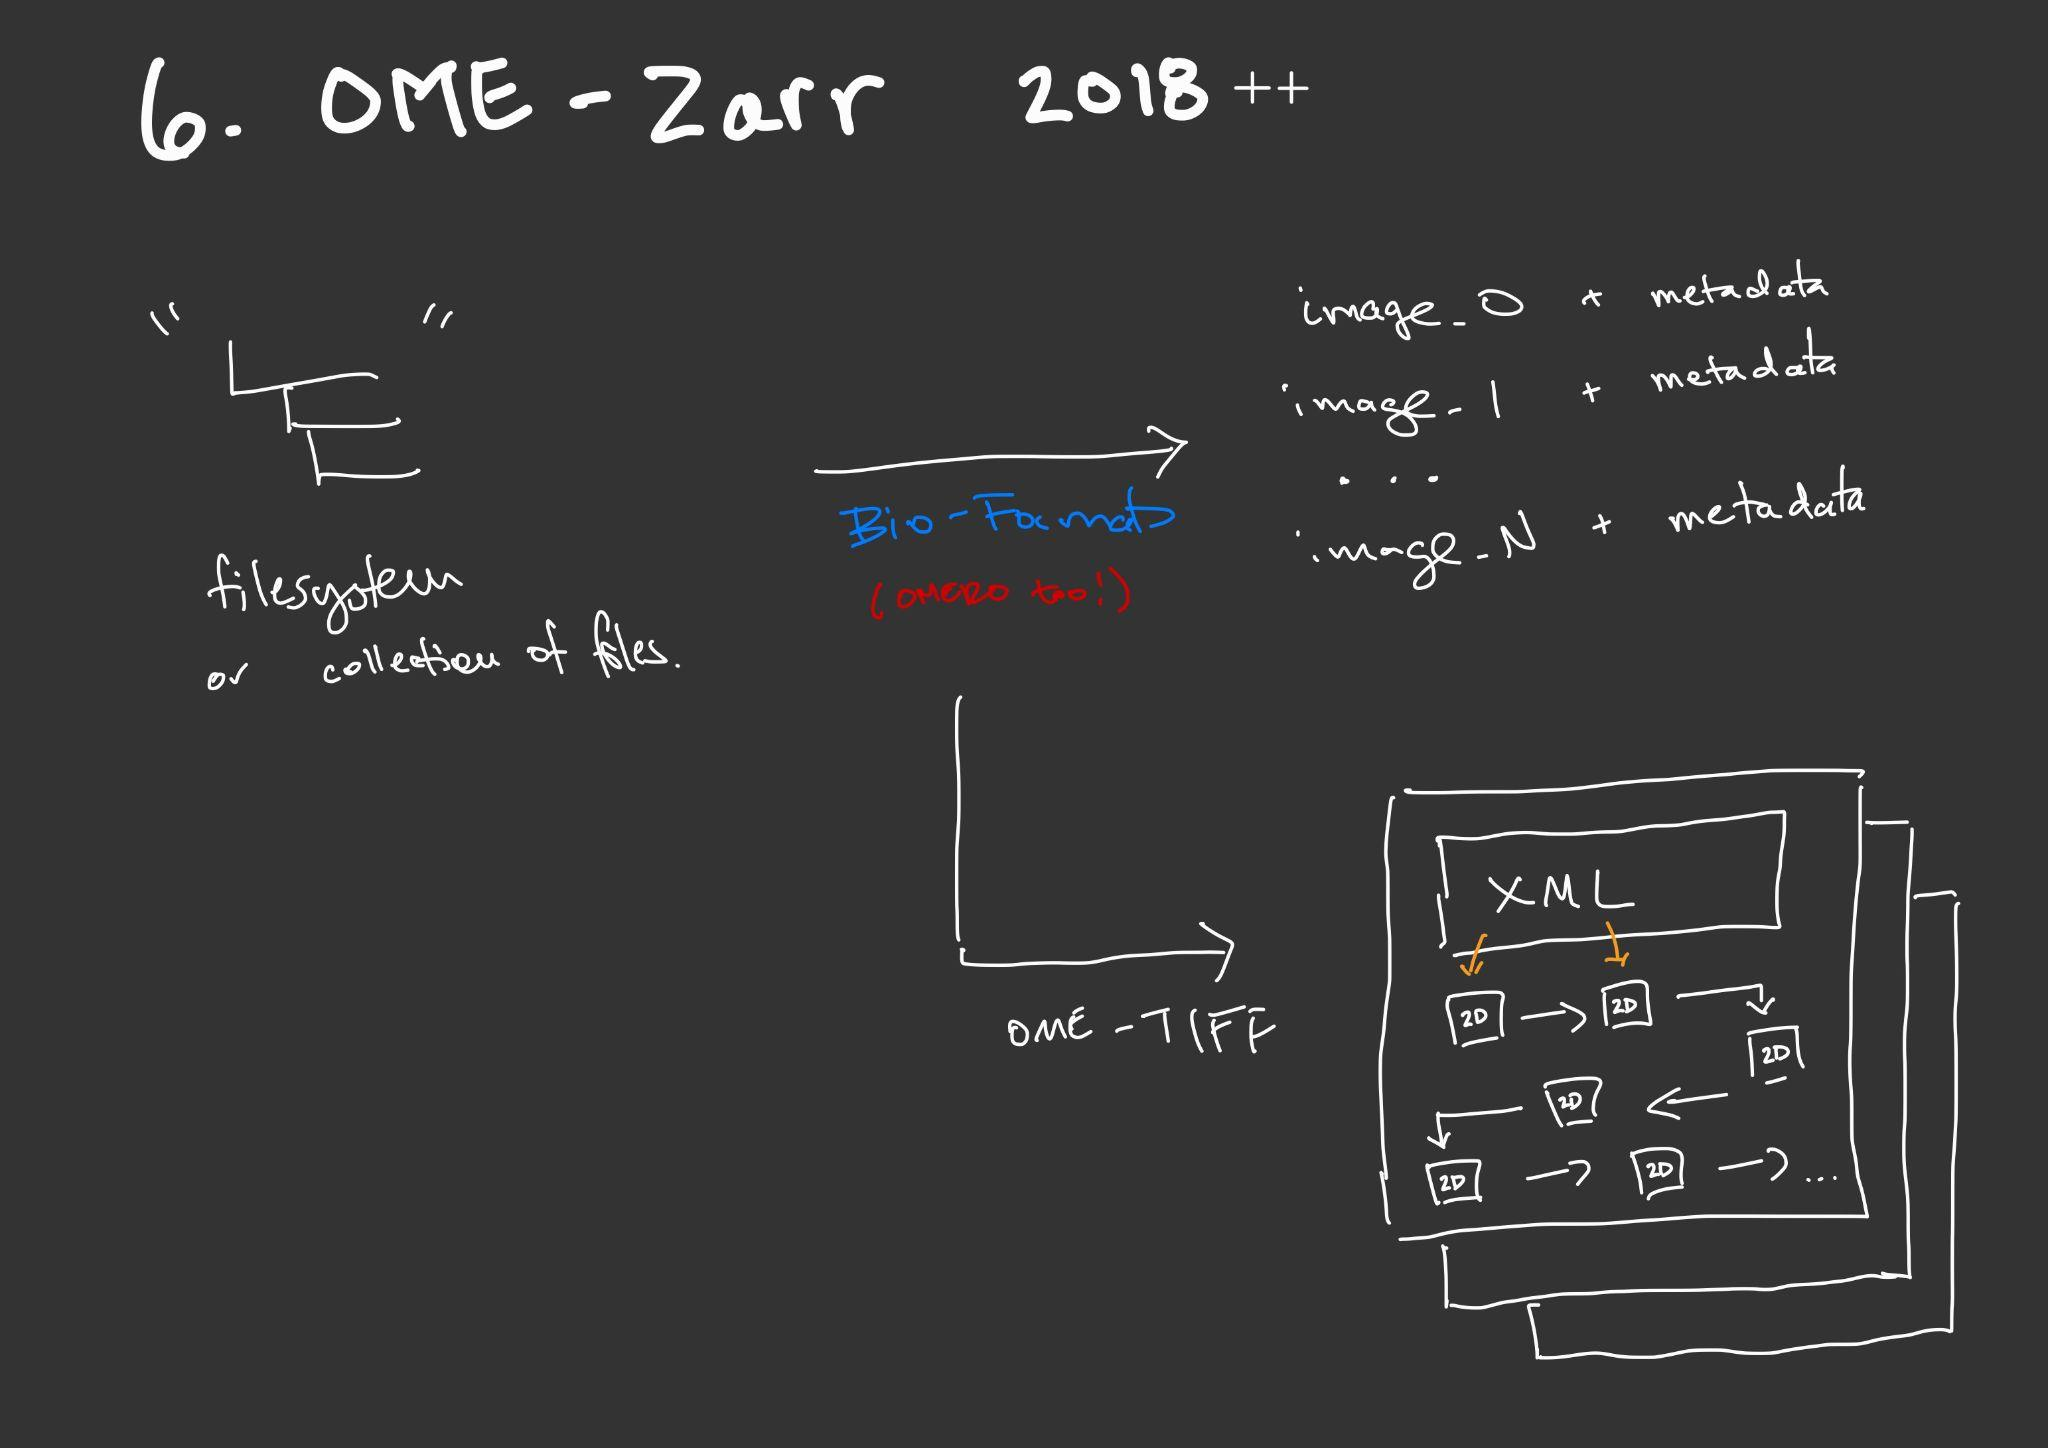 6. OME-Zarr 2018++
" "
filesystem
or collection of files.
Bio-Formats
(OMERO too!)
image_0 + metadata
image_1 + metadata
...
image_N + metadata
OME-TIFF
XML
2D 2D
2D
2D
2D 2D ...